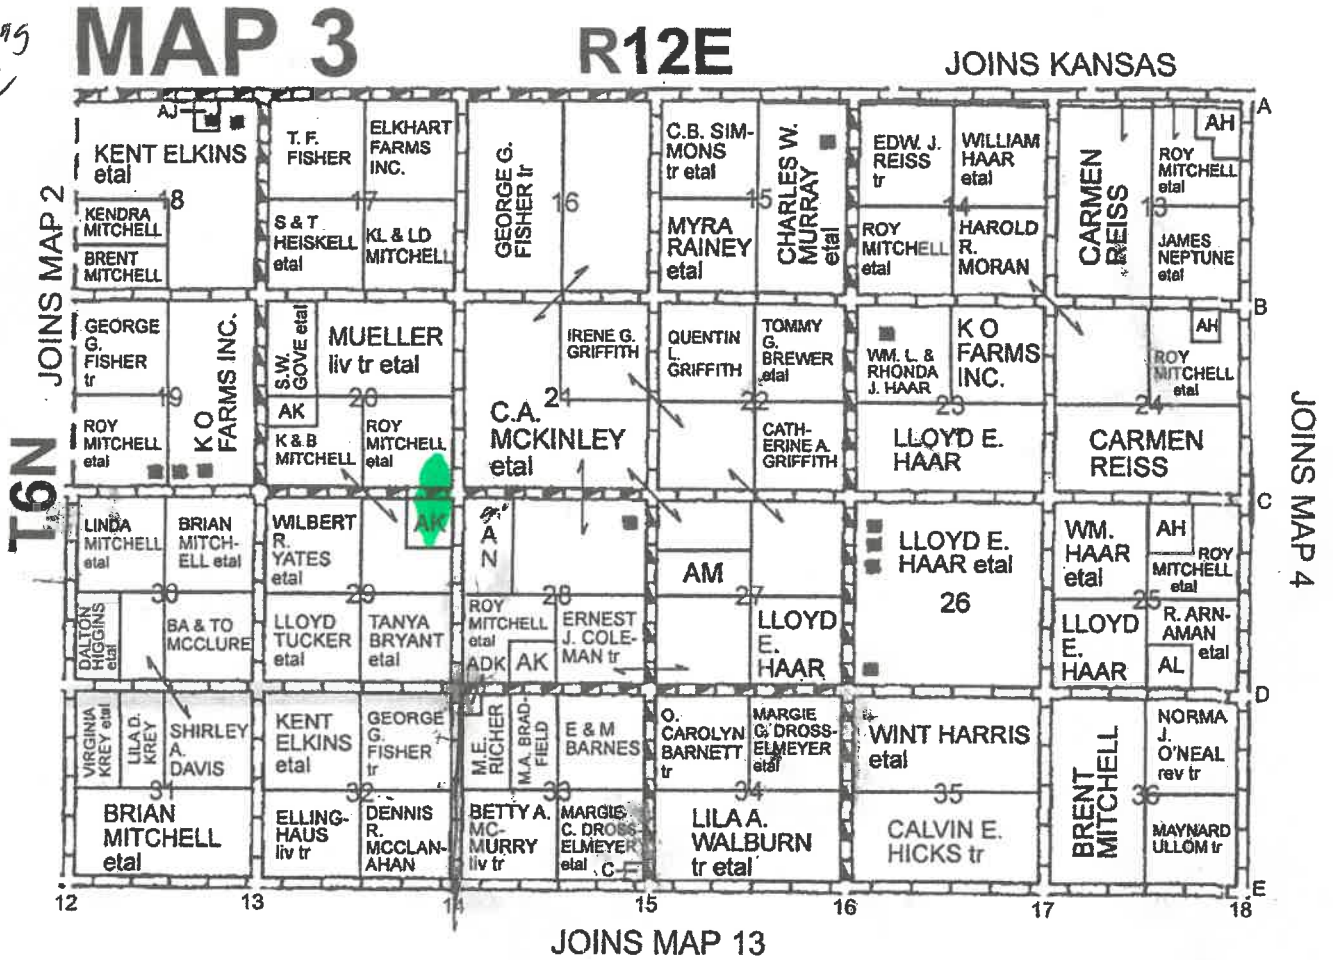 MAP 3
R12E
JOINS KANSAS
JOINS MAP 2
T6N
JOINS MAP 4
A
B
C
D
E
AJ
KENT ELKINS
etal
18
KENDRA
MITCHELL
BRENT
MITCHELL
T. F.
FISHER
ELKHART
FARMS
INC.
17
S & T
HEISKELL
etal
KL & LD
MITCHELL
GEORGE G.
FISHER tr
16
C.B. SIM-
MONS
tr etal
15
MYRA
RAINEY
etal
CHARLES W.
MURRAY
etal
EDW. J.
REISS
tr
WILLIAM
HAAR
etal
14
ROY
MITCHELL
etal
HAROLD
R.
MORAN
CARMEN
REISS
AH
ROY
MITCHELL
etal
13
JAMES
NEPTUNE
etal
GEORGE
G.
FISHER
tr
19
ROY
MITCHELL
etal
K O
FARMS INC.
S.W.
GOVE etal
MUELLER
liv tr etal
AK
20
K & B
MITCHELL
ROY
MITCHELL
etal
IRENE G.
GRIFFITH
21
C.A.
MCKINLEY
etal
QUENTIN
L.
GRIFFITH
TOMMY
G.
BREWER
etal
22
CATH-
ERINE A.
GRIFFITH
WM. L. &
RHONDA
J. HAAR
K O
FARMS
INC.
23
LLOYD E.
HAAR
AH
ROY
MITCHELL
etal
24
CARMEN
REISS
LINDA
MITCHELL
etal
BRIAN
MITCH-
ELL etal
30
DALTON
HIGGINS
etal
BA & TO
MCCLURE
WILBERT
R.
YATES
etal
AK
29
LLOYD
TUCKER
etal
TANYA
BRYANT
etal
A
N
28
ROY
MITCHELL
etal
ADK
AK
ERNEST
J. COLE-
MAN tr
AM
27
LLOYD
E.
HAAR
LLOYD E.
HAAR etal
26
WM.
HAAR
etal
AH
ROY
MITCHELL
etal
25
LLOYD
E.
HAAR
R. ARN-
AMAN
etal
AL
VIRGINIA
KREY etal
LILA D.
KREY
SHIRLEY
A.
DAVIS
31
BRIAN
MITCHELL
etal
KENT
ELKINS
etal
GEORGE
G.
FISHER
tr
32
ELLING-
HAUS
liv tr
DENNIS
R.
MCCLAN-
AHAN
M.E.
RICHER
M.A. BRAD-
FIELD
E & M
BARNES
33
BETTY A.
MC-
MURRY
liv tr
MARGIE
C. DROSS-
ELMEYER
etal
O.
CAROLYN
BARNETT
tr
MARGIE
C. DROSS-
ELMEYER
etal
34
LILA A.
WALBURN
tr etal
WINT HARRIS
etal
35
CALVIN E.
HICKS tr
BRENT
MITCHELL
NORMA
J.
O'NEAL
rev tr
36
MAYNARD
ULLOM tr
12
13
14
15
16
17
18
JOINS MAP 13